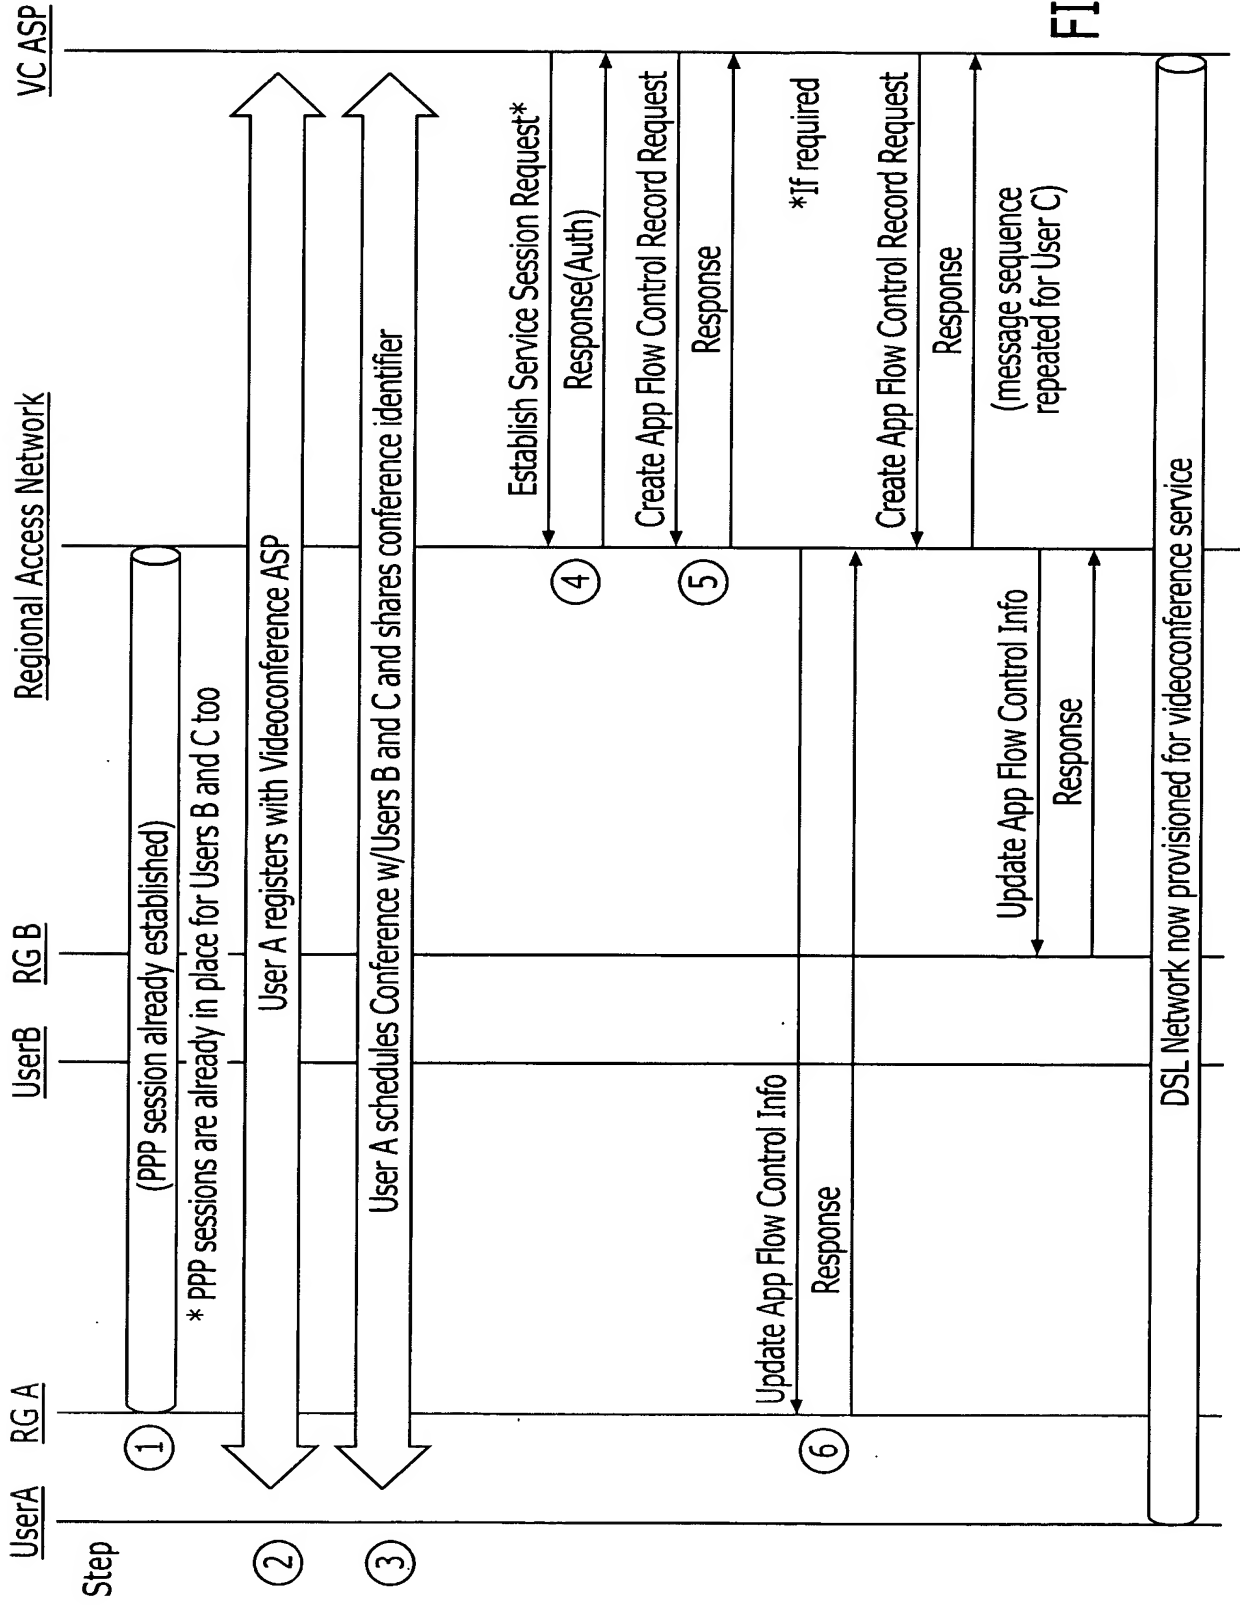 UserA
RG A
UserB
RG B
Regional Access Network
VC ASP
Step
1
(PPP session already established)
* PPP sessions are already in place for Users B and C too
2
User A registers with Videoconference ASP
3
User A schedules Conference w/Users B and C and shares conference identifier
Establish Service Session Request*
4
Response(Auth)
Create App Flow Control Record Request
5
Response
Update App Flow Control Info
*If required
6
Response
Create App Flow Control Record Request
Response
Update App Flow Control Info
(message sequence
repeated for User C)
Response
DSL Network now provisioned for videoconference service
FI